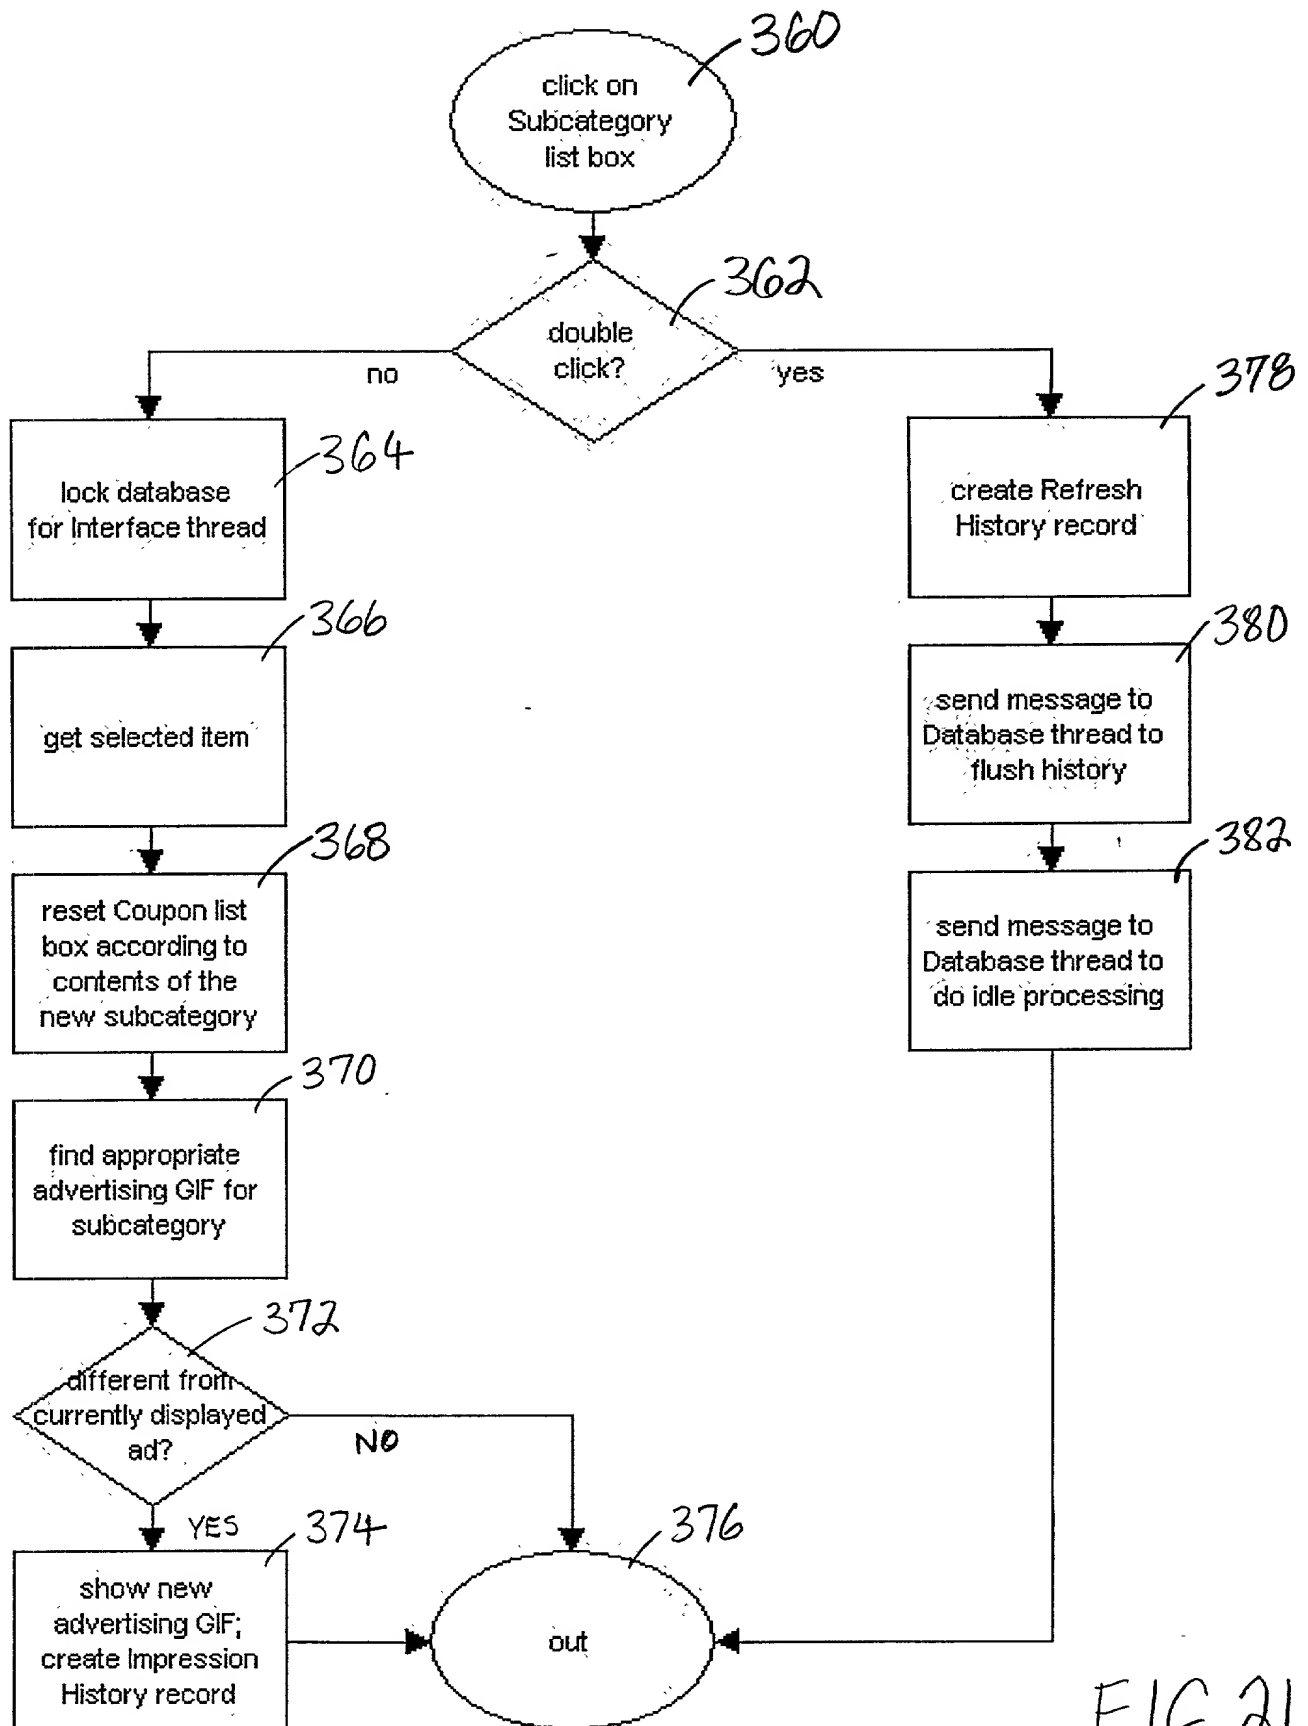 360
click on
Subcategory
list box
362
double
click?
no
yes
364
lock database
for Interface thread
378
create Refresh
History record
366
get selected item
380
send message to
Database thread to
flush history
368
reset Coupon list
box according to
contents of the
new subcategory
382
send message to
Database thread to
do idle processing
370
find appropriate
advertising GIF for
subcategory
372
different from
currently displayed
ad?
NO
YES
374
show new
advertising GIF;
create Impression
History record
376
out
FIG 21